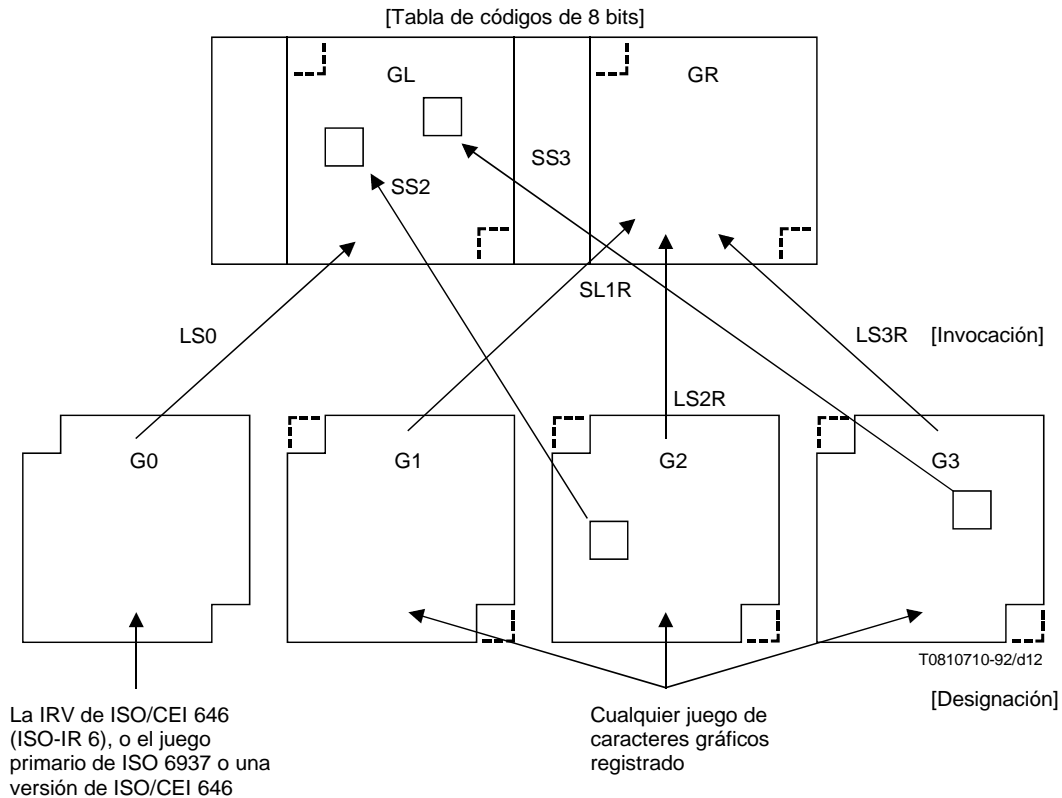 [Tabla de códigos de 8 bits]
GL
GR
SS3
SS2
SL1R
LS0
LS3R [Invocación]
LS2R
G0
G1
G2
G3
T0810710-92/d12
[Designación]
La IRV de ISO/CEI 646
(ISO-IR 6), o el juego
primario de ISO 6937 o una
versión de ISO/CEI 646
Cualquier juego de
caracteres gráficos
registrado